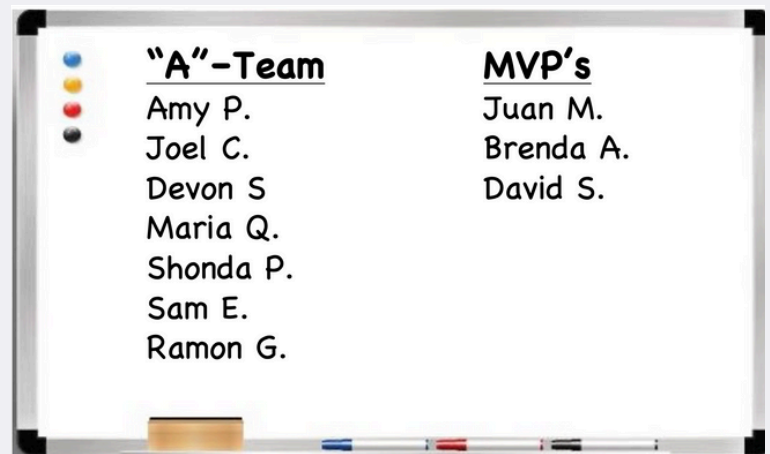 “A”-Team
Amy P.
Joel C.
Devon S
Maria Q.
Shonda P.
Sam E.
Ramon G.
MVP’s
Juan M.
Brenda A.
David S.